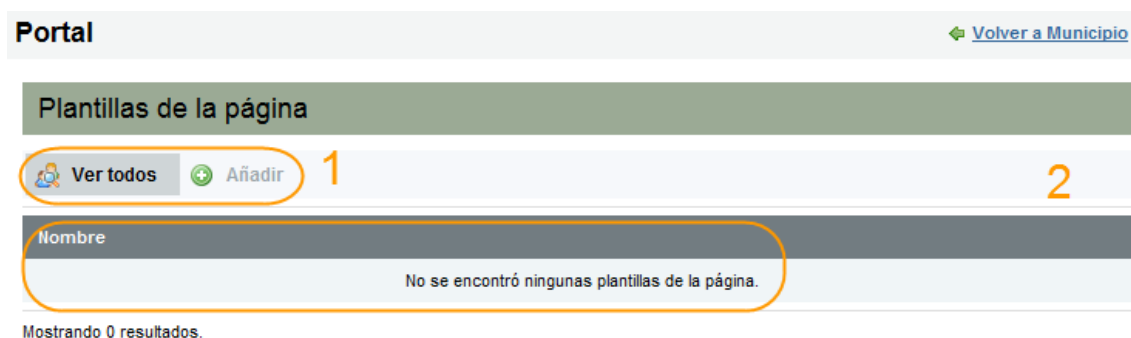 Portal
Volver a Municipio
Plantillas de la página
Ver todos Añadir 1
2
Nombre
No se encontró ningunas plantillas de la página.
Mostrando 0 resultados.